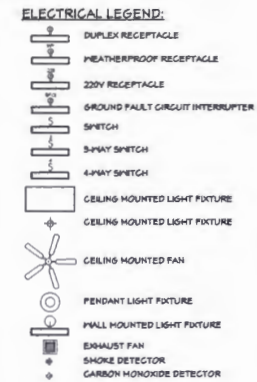 ELECTRICAL LEGEND:
DUPLEX RECEPTACLE
WEATHERPROOF RECEPTACLE
220V RECEPTACLE
GROUND FAULT CIRCUIT INTERRUPTER
SWITCH
3-WAY SWITCH
4-WAY SWITCH
CEILING MOUNTED LIGHT FIXTURE
CEILING MOUNTED LIGHT FIXTURE
CEILING MOUNTED FAN
PENDANT LIGHT FIXTURE
WALL MOUNTED LIGHT FIXTURE
EXHAUST FAN
SMOKE DETECTOR
CARBON MONOXIDE DETECTOR